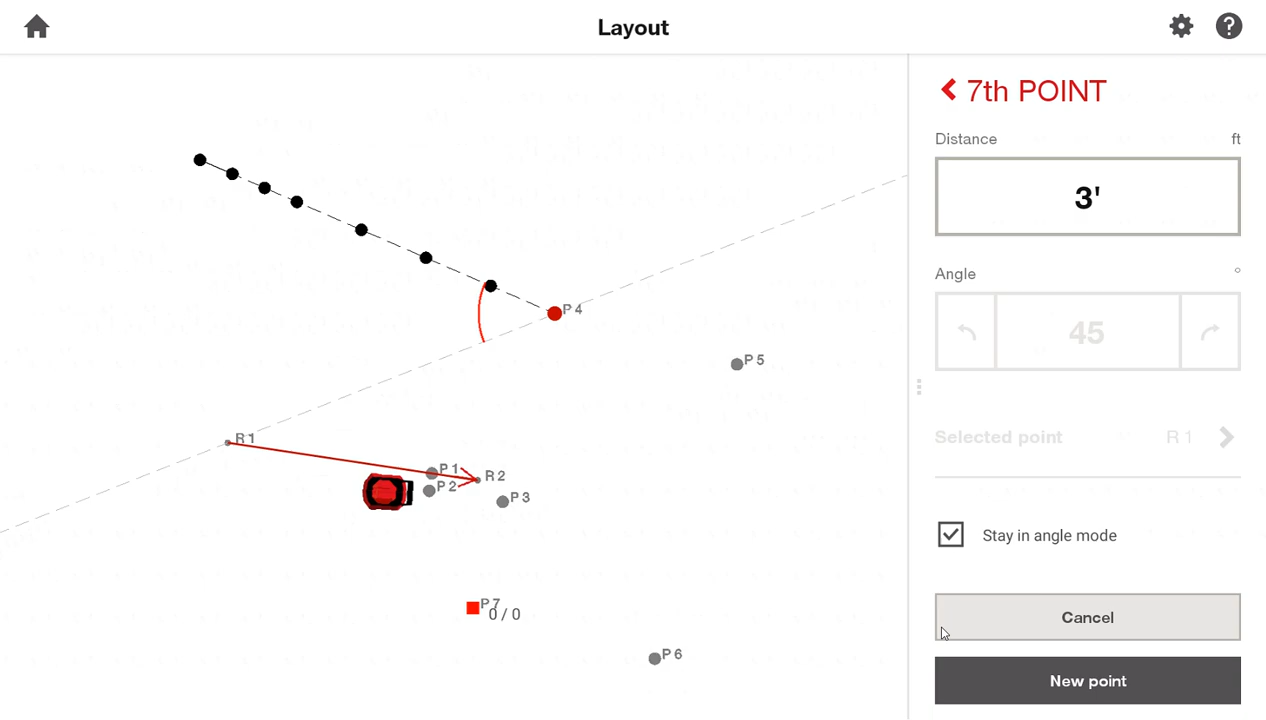 Layout
7th POINT
Distance
ft
3'
Angle
°
45
Selected point
R 1
Stay in angle mode
Cancel
New point
P 4
P 5
R 1
P 1
R 2
P 2
P 3
P 7
0 / 0
P 6